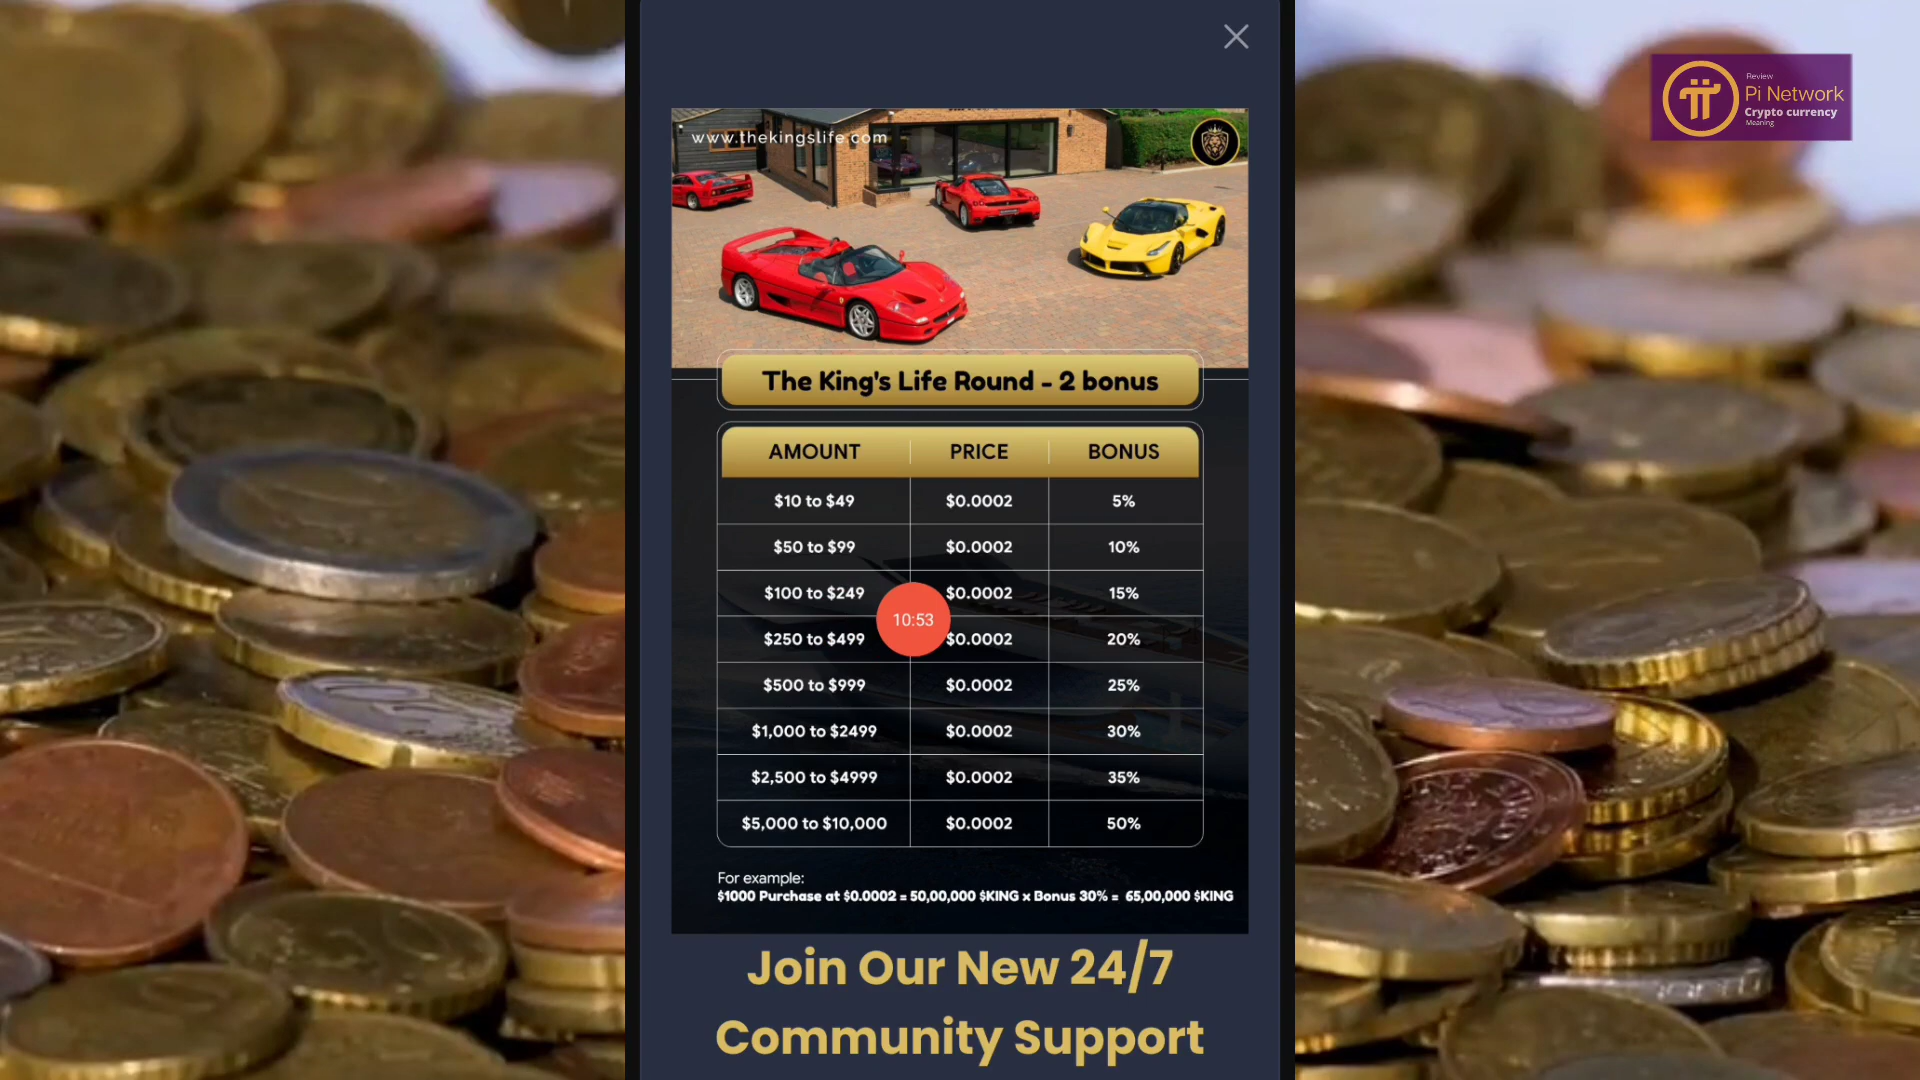 Review
Pi Network
Crypto currency
Meaning
www.thekingslife.com
The King's Life Round - 2 bonus
AMOUNT PRICE BONUS
$10 to $49 $0.0002 5%
$50 to $99 $0.0002 10%
$100 to $249 $0.0002 15%
10:53
$250 to $499 $0.0002 20%
$500 to $999 $0.0002 25%
$1,000 to $2499 $0.0002 30%
$2,500 to $4999 $0.0002 35%
$5,000 to $10,000 $0.0002 50%
For example:
$1000 Purchase at $0.0002 = 50,00,000 $KING x Bonus 30% = 65,00,000 $KING
Join Our New 24/7
Community Support